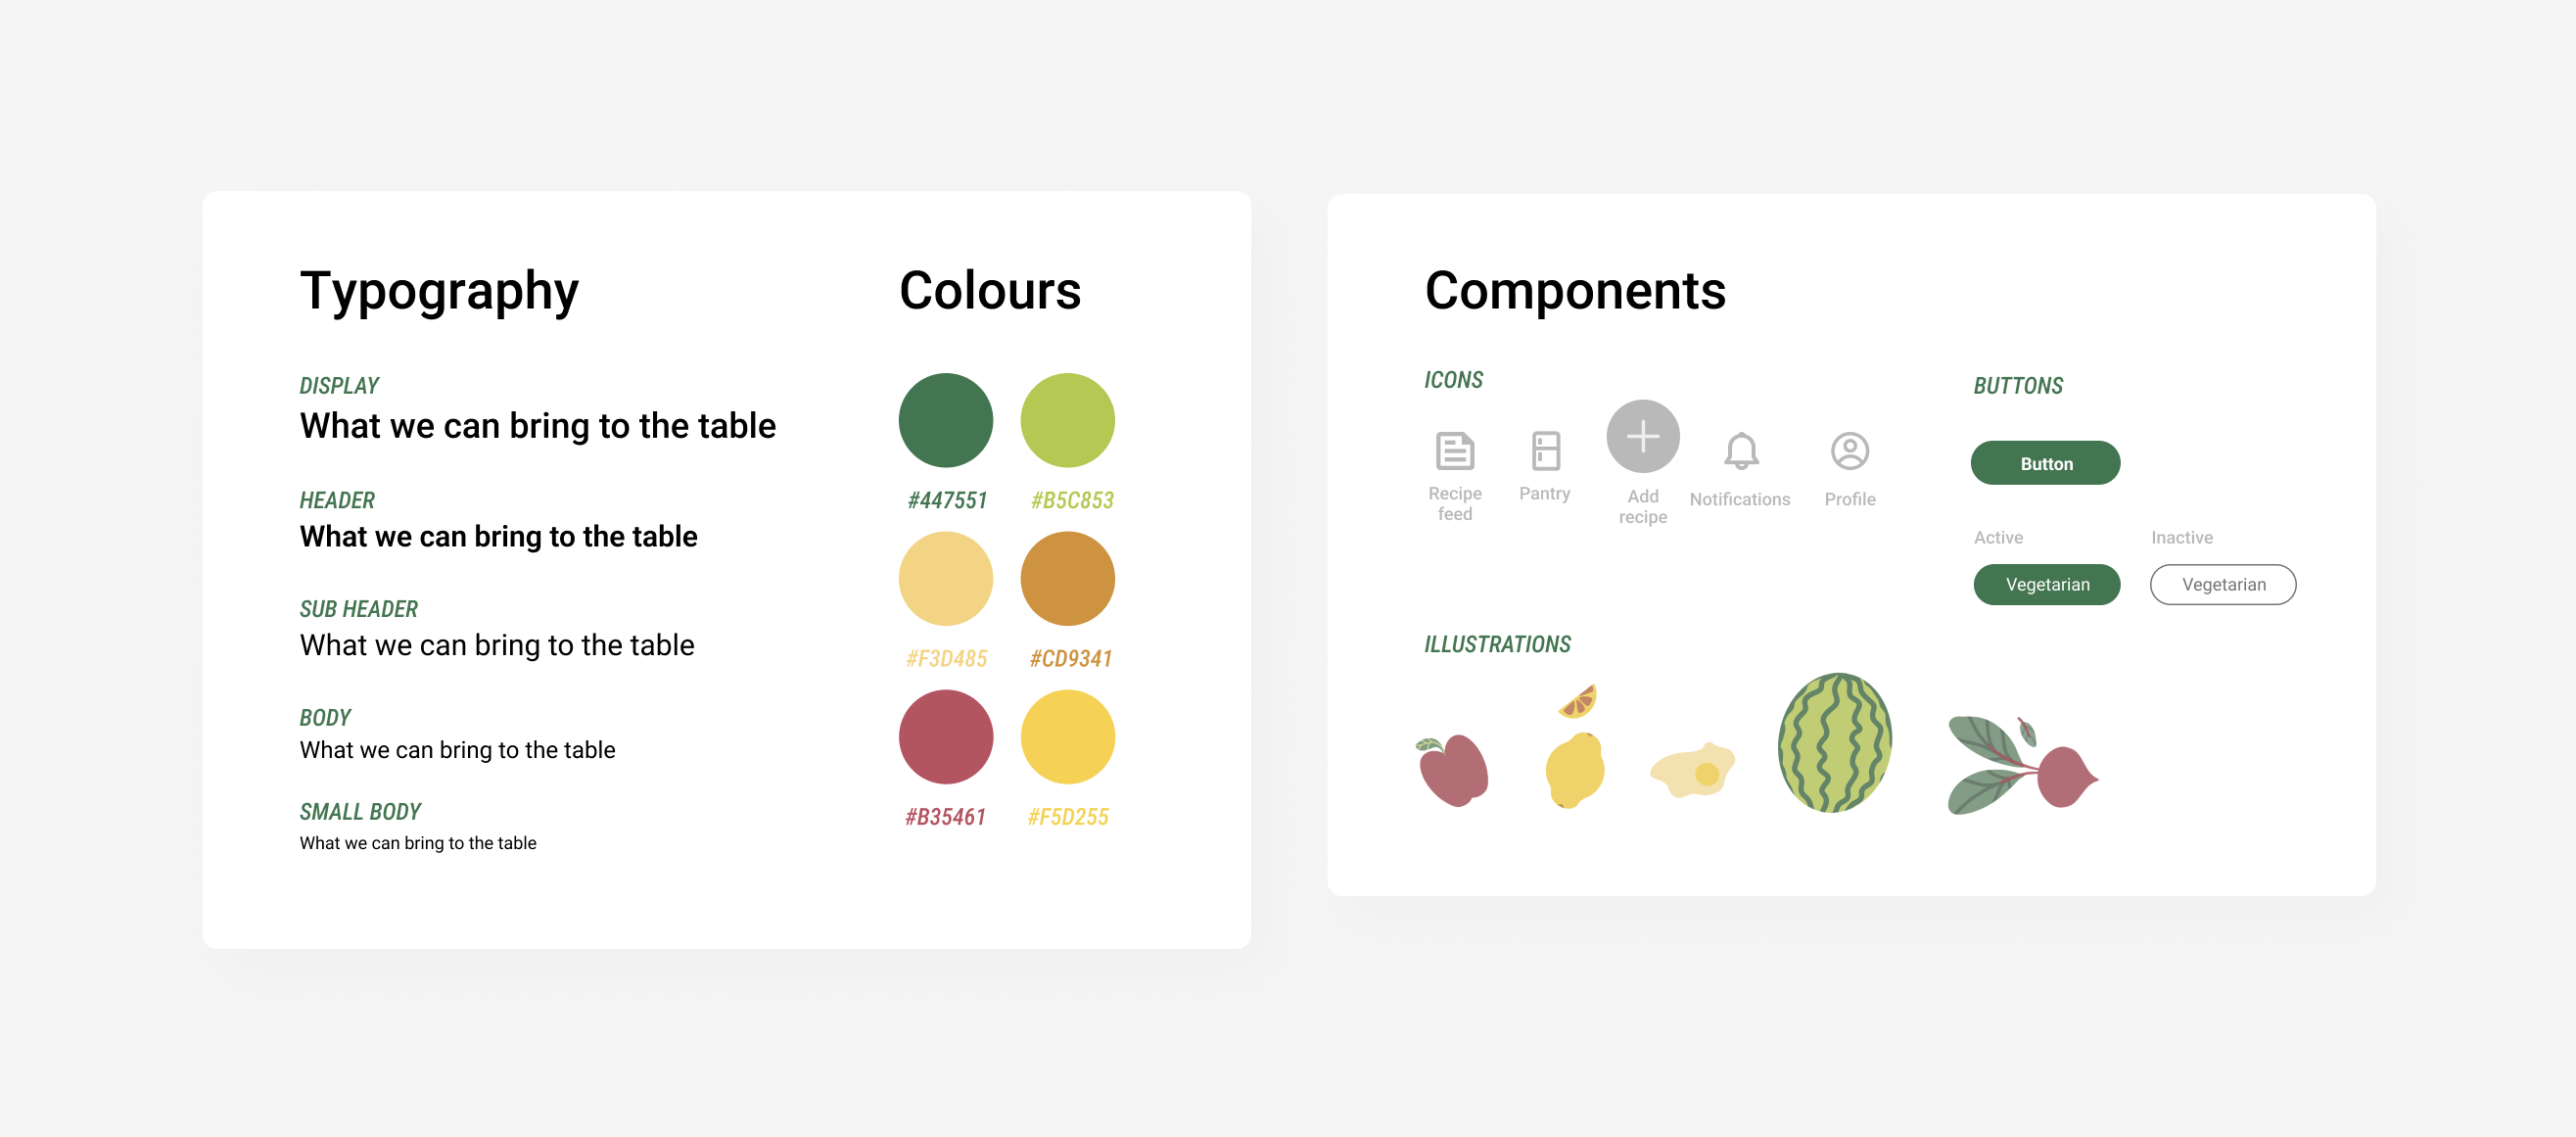 Typography
DISPLAY
What we can bring to the table
HEADER
What we can bring to the table
SUB HEADER
What we can bring to the table
BODY
What we can bring to the table
SMALL BODY
What we can bring to the table
Colours
#447551
#B5C853
#F3D485
#CD9341
#B35461
#F5D255
Components
ICONS
Recipe
feed
Pantry
Add
recipe
Notifications
Profile
BUTTONS
Button
Active
Inactive
Vegetarian
Vegetarian
ILLUSTRATIONS